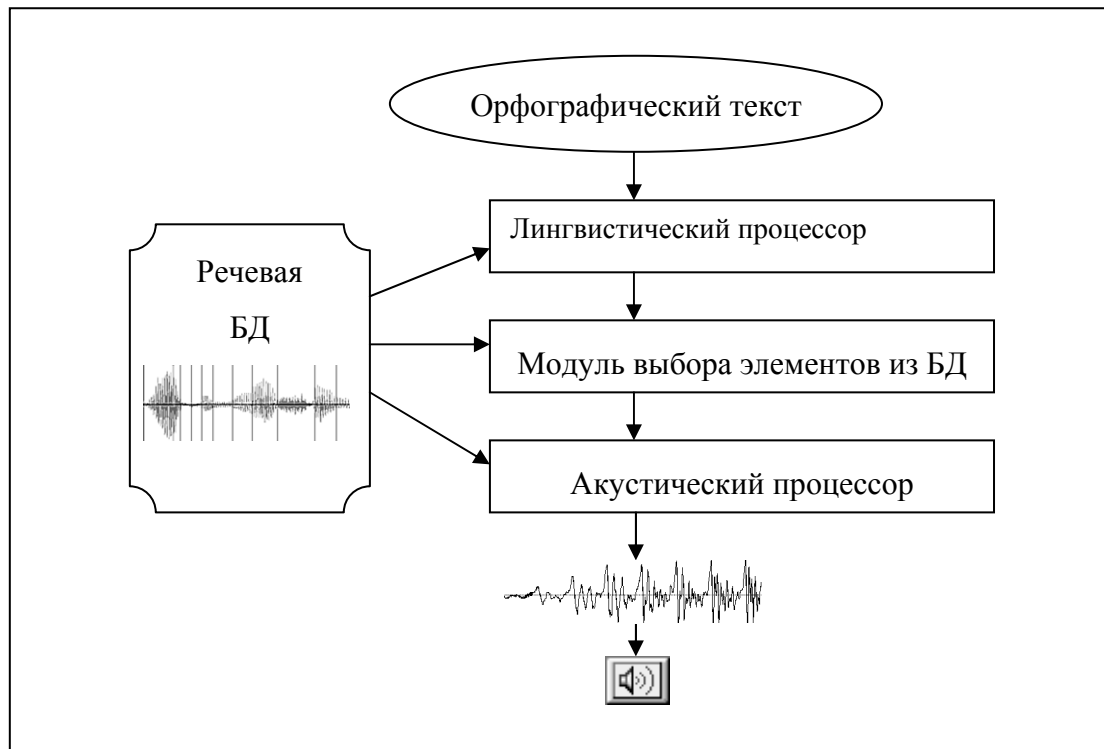 Орфографический текст
Лингвистический процессор
Речевая
БД
Модуль выбора элементов из БД
Акустический процессор